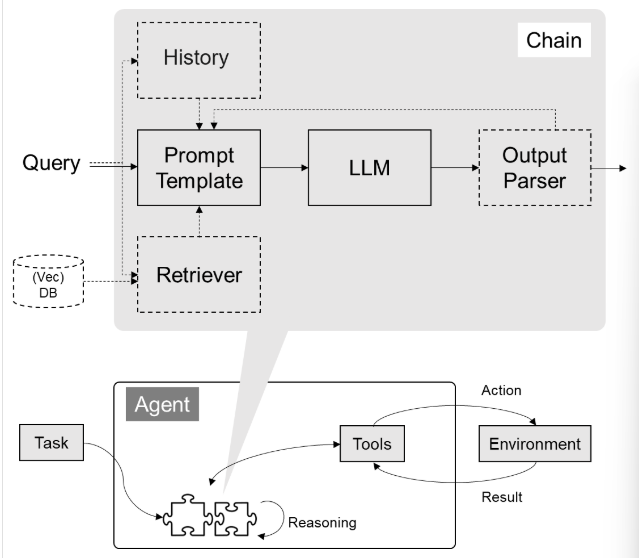 Chain
History
Query
Prompt
Template
LLM
Output
Parser
(Vec)
DB
Retriever
Agent
Task
Tools
Action
Environment
Result
Reasoning